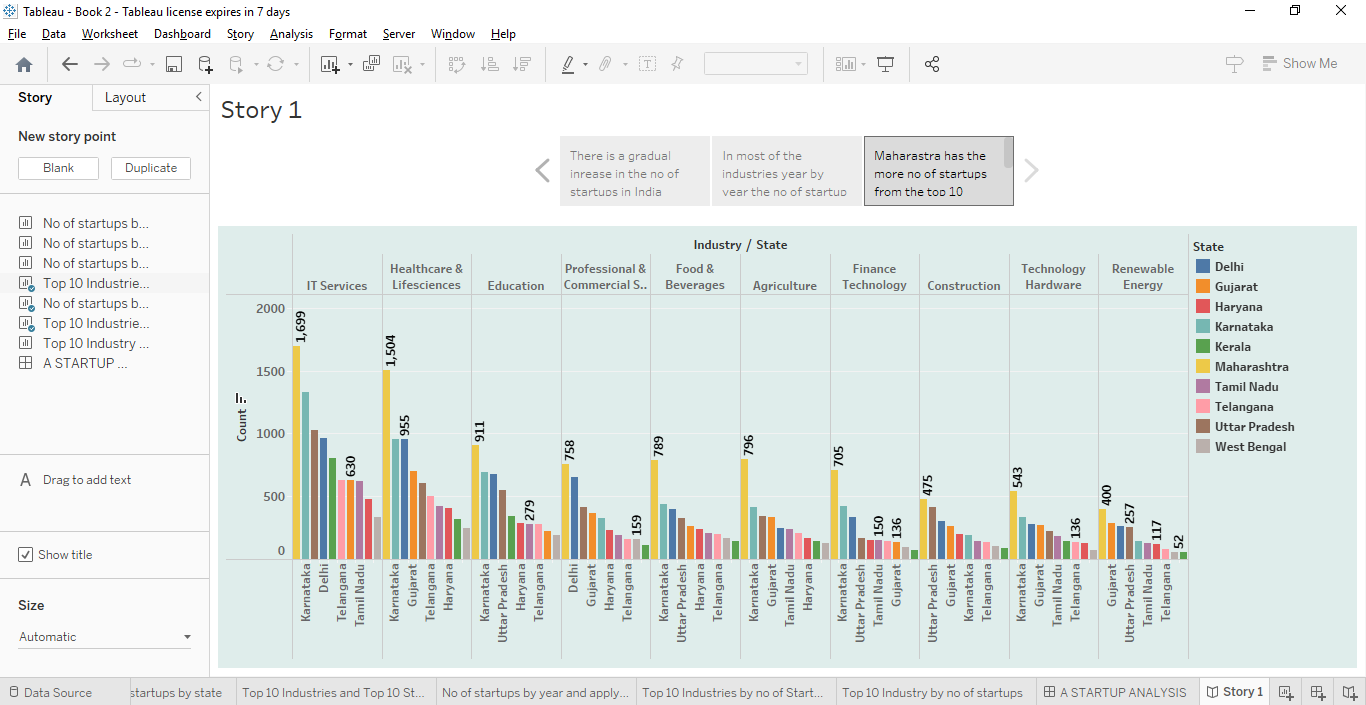 Tableau - Book 2 - Tableau license expires in 7 days
File Data Worksheet Dashboard Story Analysis Format Server Window Help
Show Me
Story Layout
New story point
Blank Duplicate
No of startups b...
No of startups b...
No of startups b...
Top 10 Industrie...
No of startups b...
Top 10 Industrie...
Top 10 Industry ...
A STARTUP ...
A Drag to add text
Show title
Size
Automatic
Story 1
There is a gradual
inrease in the no of
startups in India
In most of the
industries year by
year the no of startup
Maharastra has the
more no of startups
from the top 10
Industry / State
IT Services
Healthcare &
Lifesciences
Education
Professional &
Commercial S..
Food &
Beverages
Agriculture
Finance
Technology
Construction
Technology
Hardware
Renewable
Energy
Count
2000
1500
1000
500
0
1,699
630
1,504
955
911
279
758
159
789
796
705
150
136
475
543
136
400
257
117
52
Karnataka
Delhi
Telangana
Tamil Nadu
Karnataka
Gujarat
Telangana
Haryana
Karnataka
Uttar Pradesh
Haryana
Telangana
Delhi
Gujarat
Haryana
Telangana
Karnataka
Uttar Pradesh
Haryana
Telangana
Karnataka
Gujarat
Tamil Nadu
Haryana
Karnataka
Uttar Pradesh
Tamil Nadu
Gujarat
Uttar Pradesh
Gujarat
Karnataka
Telangana
Karnataka
Gujarat
Tamil Nadu
Telangana
Gujarat
Uttar Pradesh
Tamil Nadu
Telangana
State
Delhi
Gujarat
Haryana
Karnataka
Kerala
Maharashtra
Tamil Nadu
Telangana
Uttar Pradesh
West Bengal
Data Source startups by state Top 10 Industries and Top 10 St... No of startups by year and apply... Top 10 Industries by no of Start... Top 10 Industry by no of startups A STARTUP ANALYSIS Story 1